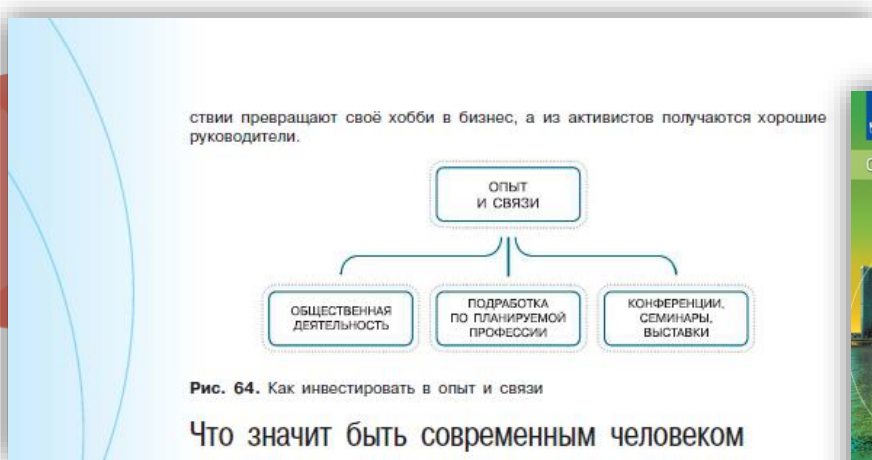 ствии превращают своё хобби в бизнес, а из активистов получаются хорошие
руководители.
ОПЫТ
И СВЯЗИ
ОБЩЕСТВЕННАЯ
ДЕЯТЕЛЬНОСТЬ
ПОДРАБОТКА
ПО ПЛАНИРУЕМОЙ
ПРОФЕССИИ
КОНФЕРЕНЦИИ,
СЕМИНАРЫ,
ВЫСТАВКИ
Рис. 64. Как инвестировать в опыт и связи
Что значит быть современным человеком